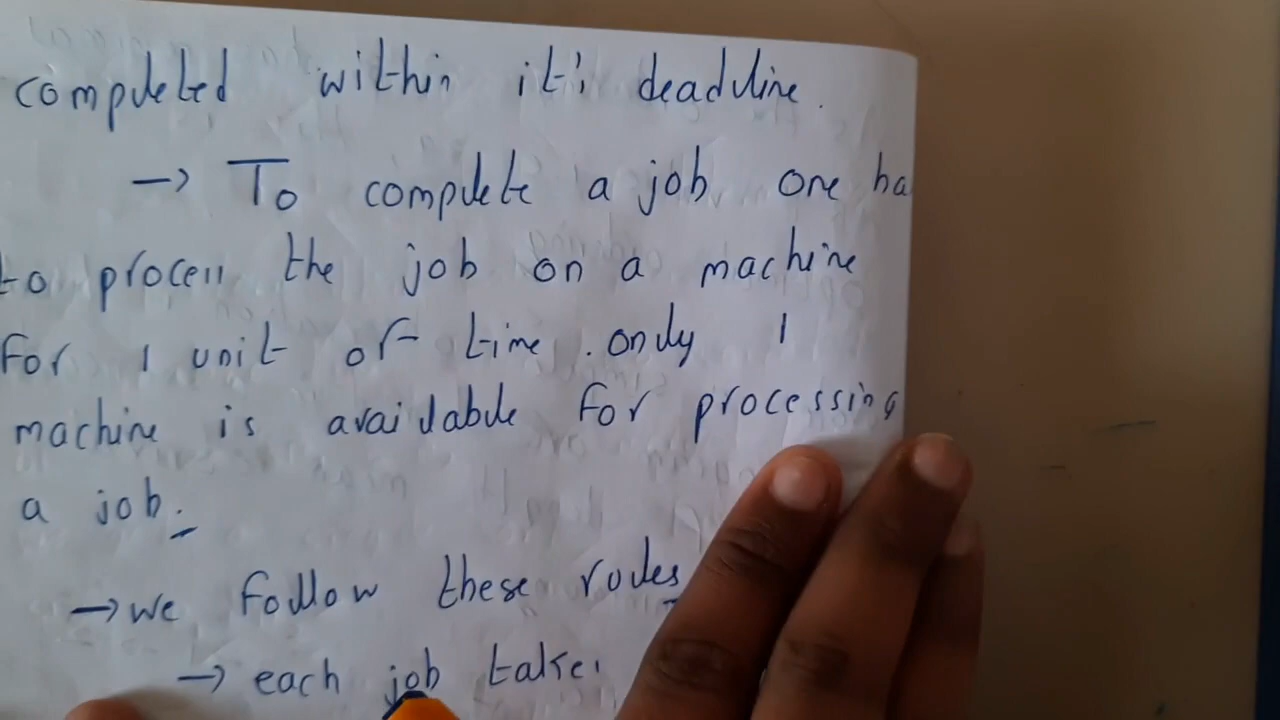 completed within it's deadline.
→ To complete a job one ha
to process the job on a machine
for 1 unit of time . only 1
machine is available for processing
a job.
→ we follow these rules
→ each job takes